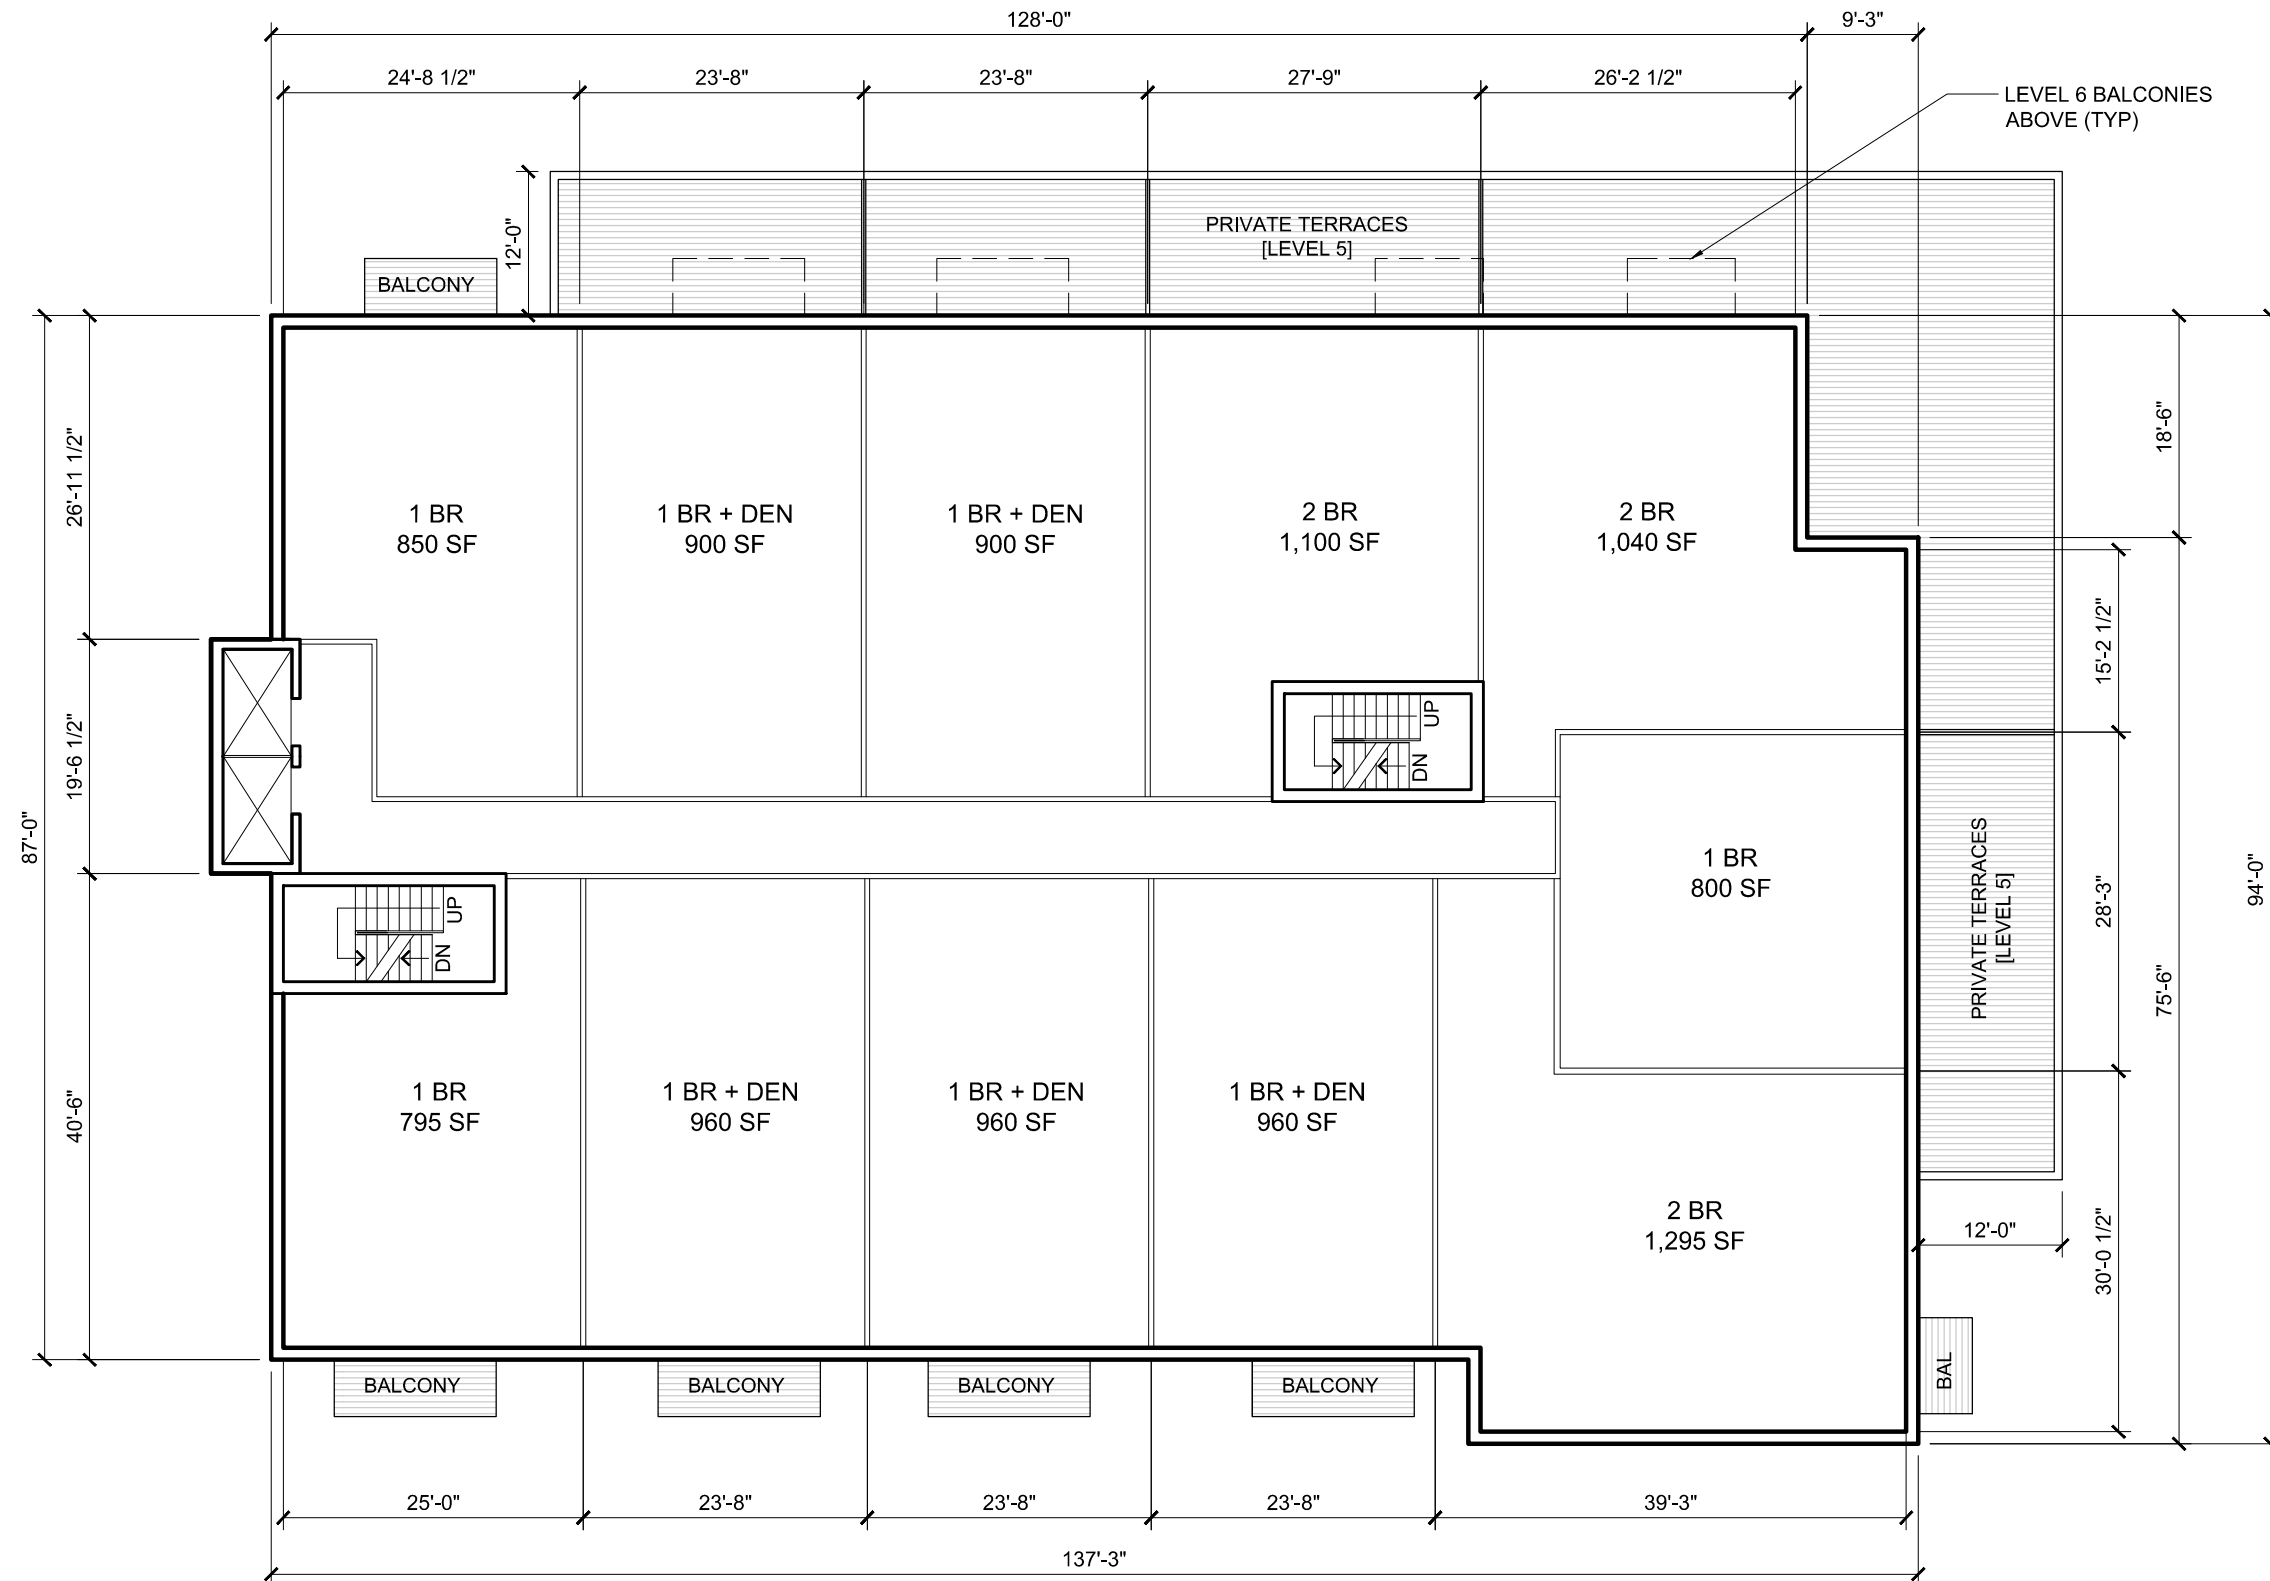 128'-0"
9'-3"
24'-8 1/2"
23'-8"
23'-8"
27'-9"
26'-2 1/2"
LEVEL 6 BALCONIES
ABOVE (TYP)
12'-0"
PRIVATE TERRACES
[LEVEL 5]
BALCONY
26'-11 1/2"
18'-6"
1 BR
850 SF
1 BR + DEN
900 SF
1 BR + DEN
900 SF
2 BR
1,100 SF
2 BR
1,040 SF
15'-2 1/2"
19'-6 1/2"
UP
DN
87'-0"
1 BR
800 SF
PRIVATE TERRACES
[LEVEL 5]
28'-3"
94'-0"
UP
DN
75'-6"
40'-6"
1 BR
795 SF
1 BR + DEN
960 SF
1 BR + DEN
960 SF
1 BR + DEN
960 SF
2 BR
1,295 SF
12'-0"
30'-0 1/2"
BALCONY
BALCONY
BALCONY
BALCONY
BAL
25'-0"
23'-8"
23'-8"
23'-8"
39'-3"
137'-3"